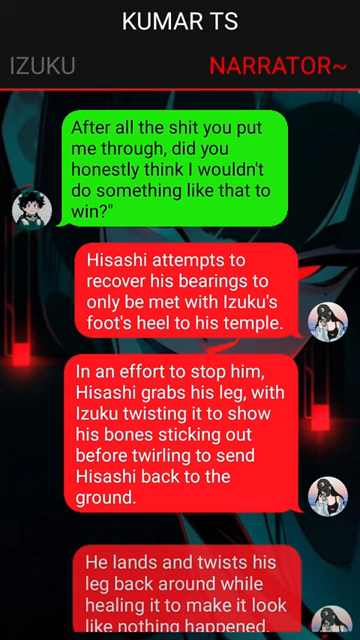 KUMAR TS
IZUKU
NARRATOR~
After all the shit you put
me through, did you
honestly think I wouldn't
do something like that to
win?"
Hisashi attempts to
recover his bearings to
only be met with Izuku's
foot's heel to his temple.
In an effort to stop him,
Hisashi grabs his leg, with
Izuku twisting it to show
his bones sticking out
before twirling to send
Hisashi back to the
ground.
He lands and twists his
leg back around while
healing it to make it look
like nothing happened.